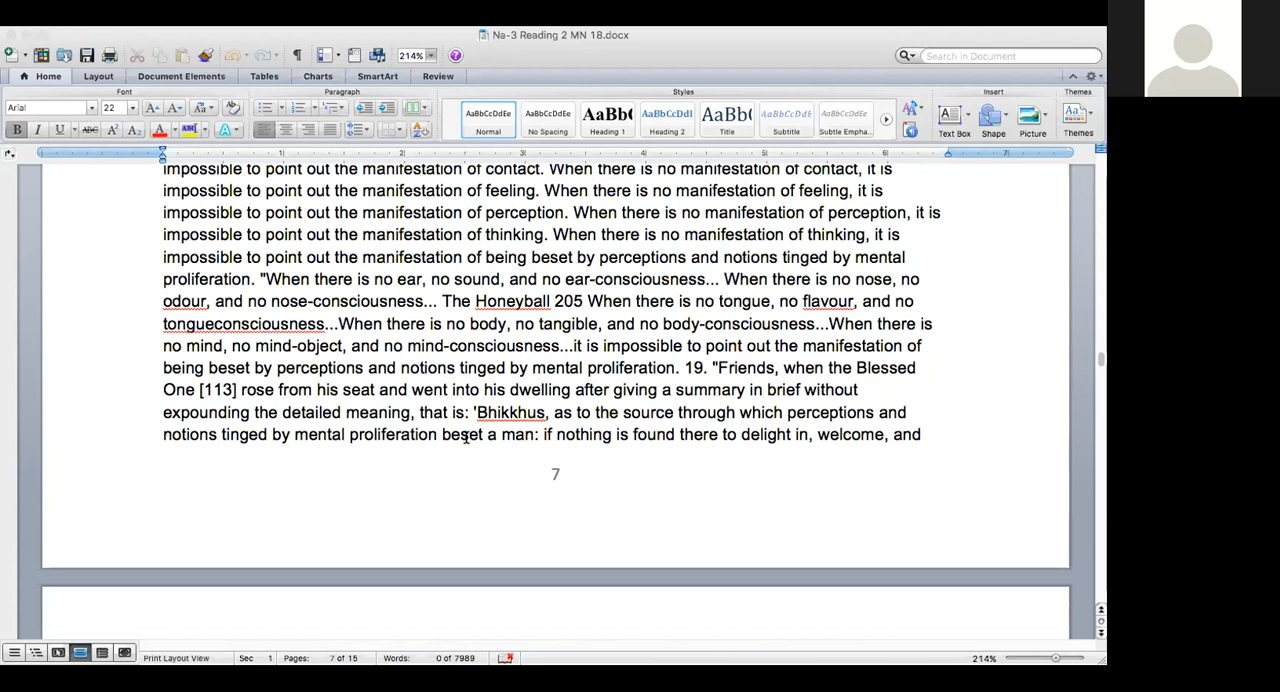 Na-3 Reading 2 MN 18.docx
214%
Search in Document
Home Layout Document Elements Tables Charts SmartArt Review
Font Paragraph Styles Insert Themes
Arial 22
AaBbCcDdEe AaBbCcDdEe AaBb( AaBbCcDdI AaBb( AaBbCcDdEe AaBbCcDdEe
Normal No Spacing Heading 1 Heading 2 Title Subtitle Subtle Empha...
Text Box Shape Picture Themes
impossible to point out the manifestation of contact. When there is no manifestation of contact, it is
impossible to point out the manifestation of feeling. When there is no manifestation of feeling, it is
impossible to point out the manifestation of perception. When there is no manifestation of perception, it is
impossible to point out the manifestation of thinking. When there is no manifestation of thinking, it is
impossible to point out the manifestation of being beset by perceptions and notions tinged by mental
proliferation. "When there is no ear, no sound, and no ear-consciousness... When there is no nose, no
odour, and no nose-consciousness... The Honeyball 205 When there is no tongue, no flavour, and no
tongueconsciousness...When there is no body, no tangible, and no body-consciousness...When there is
no mind, no mind-object, and no mind-consciousness...it is impossible to point out the manifestation of
being beset by perceptions and notions tinged by mental proliferation. 19. "Friends, when the Blessed
One [113] rose from his seat and went into his dwelling after giving a summary in brief without
expounding the detailed meaning, that is: 'Bhikkhus, as to the source through which perceptions and
notions tinged by mental proliferation beset a man: if nothing is found there to delight in, welcome, and
7
Print Layout View Sec 1 Pages: 7 of 15 Words: 0 of 7989 214%